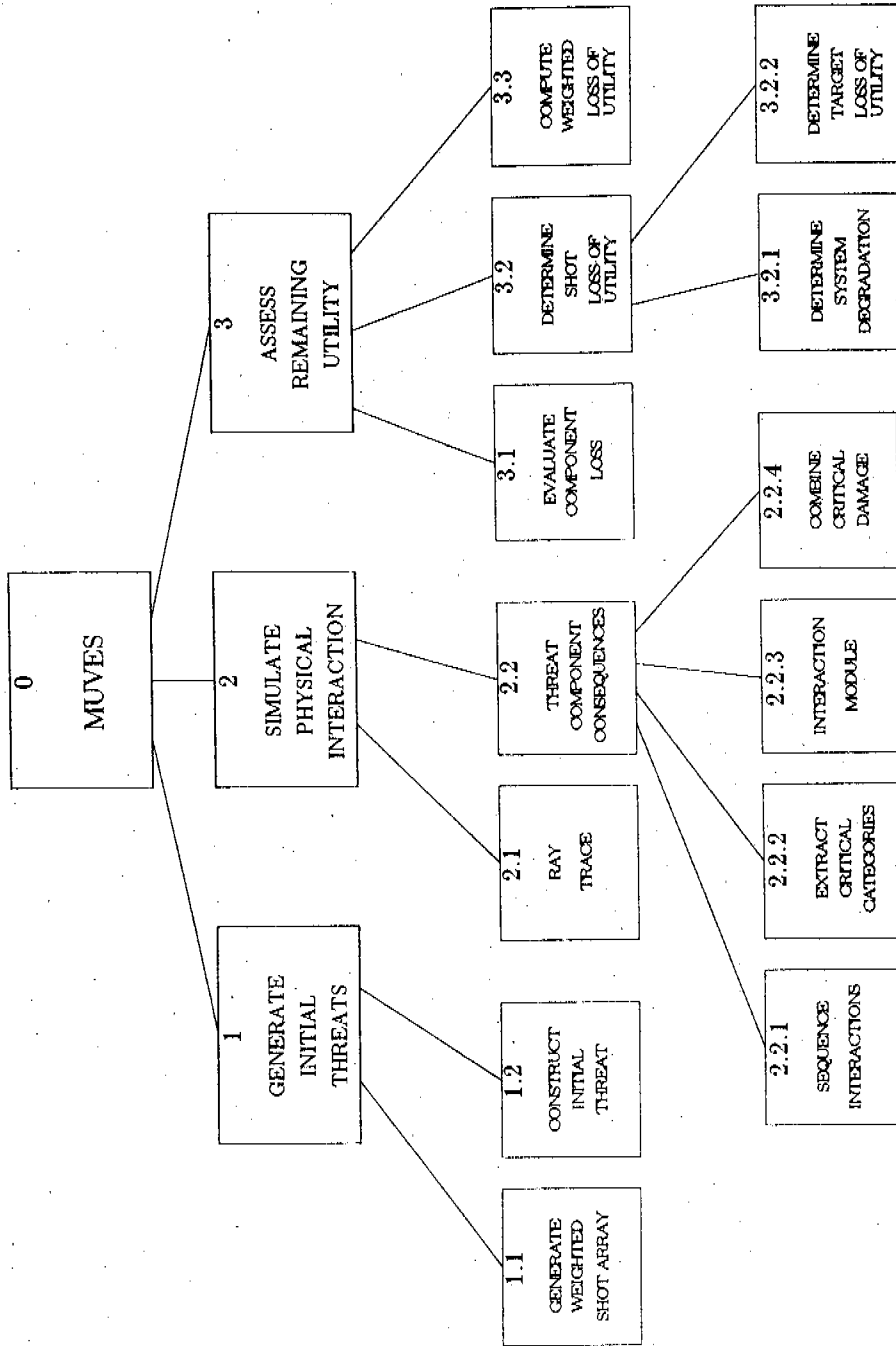 0
MUVES
1
GENERATE
INITIAL
THREATS
2
SIMULATE
PHYSICAL
INTERACTION
3
ASSESS
REMAINING
UTILITY
1.1
GENERATE
WEIGHTED
SHOT ARRAY
1.2
CONSTRUCT
INITIAL
THREAT
2.1
RAY
TRACE
2.2
THREAT
COMPONENT
CONSEQUENCES
3.1
EVALUATE
COMPONENT
LOSS
3.2
DETERMINE
SHOT
LOSS OF
UTILITY
3.3
COMPUTE
WEIGHTED
LOSS OF
UTILITY
2.2.1
SEQUENCE
INTERACTIONS
2.2.2
EXTRACT
CRITICAL
CATEGORIES
2.2.3
INTERACTION
MODULE
2.2.4
COMBINE
CRITICAL
DAMAGE
3.2.1
DETERMINE
SYSTEM
DEGRADATION
3.2.2
DETERMINE
TARGET
LOSS OF
UTILITY